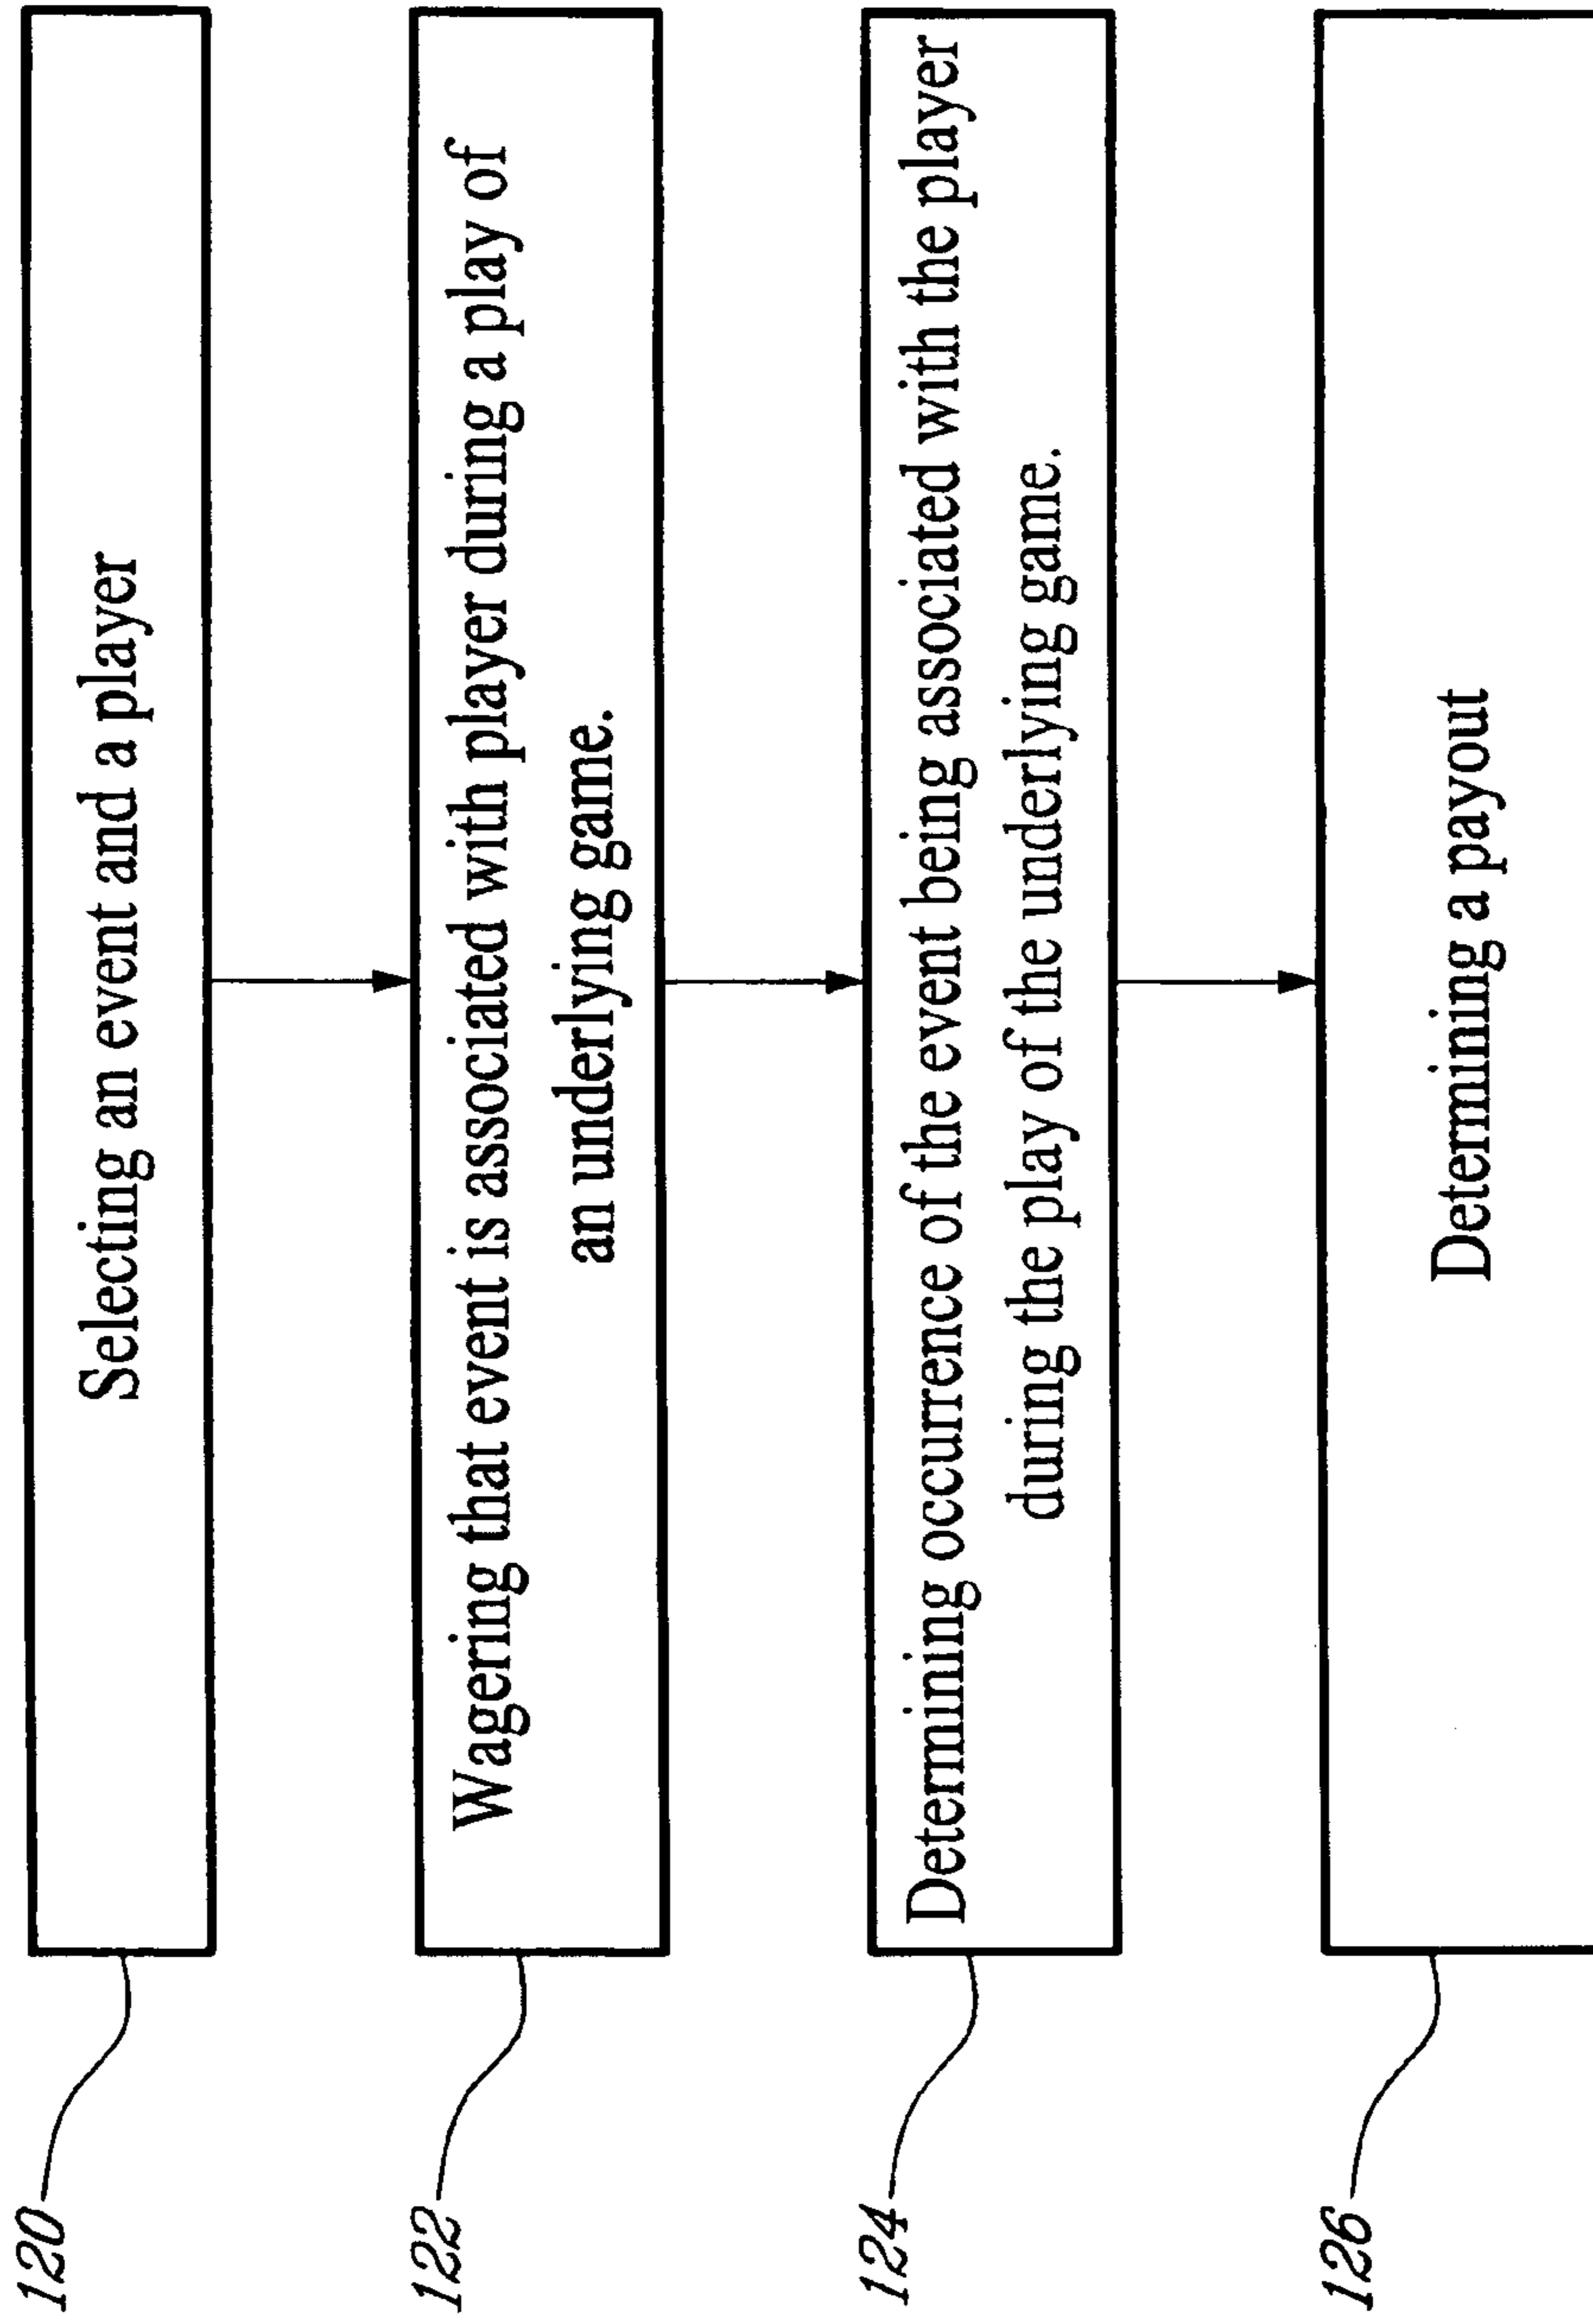 120
Selecting an event and a player
122
Wagering that event is associated with player during a play of
an underlying game.
124
Determining occurrence of the event being associated with the player
during the play of the underlying game.
126
Determining a payout